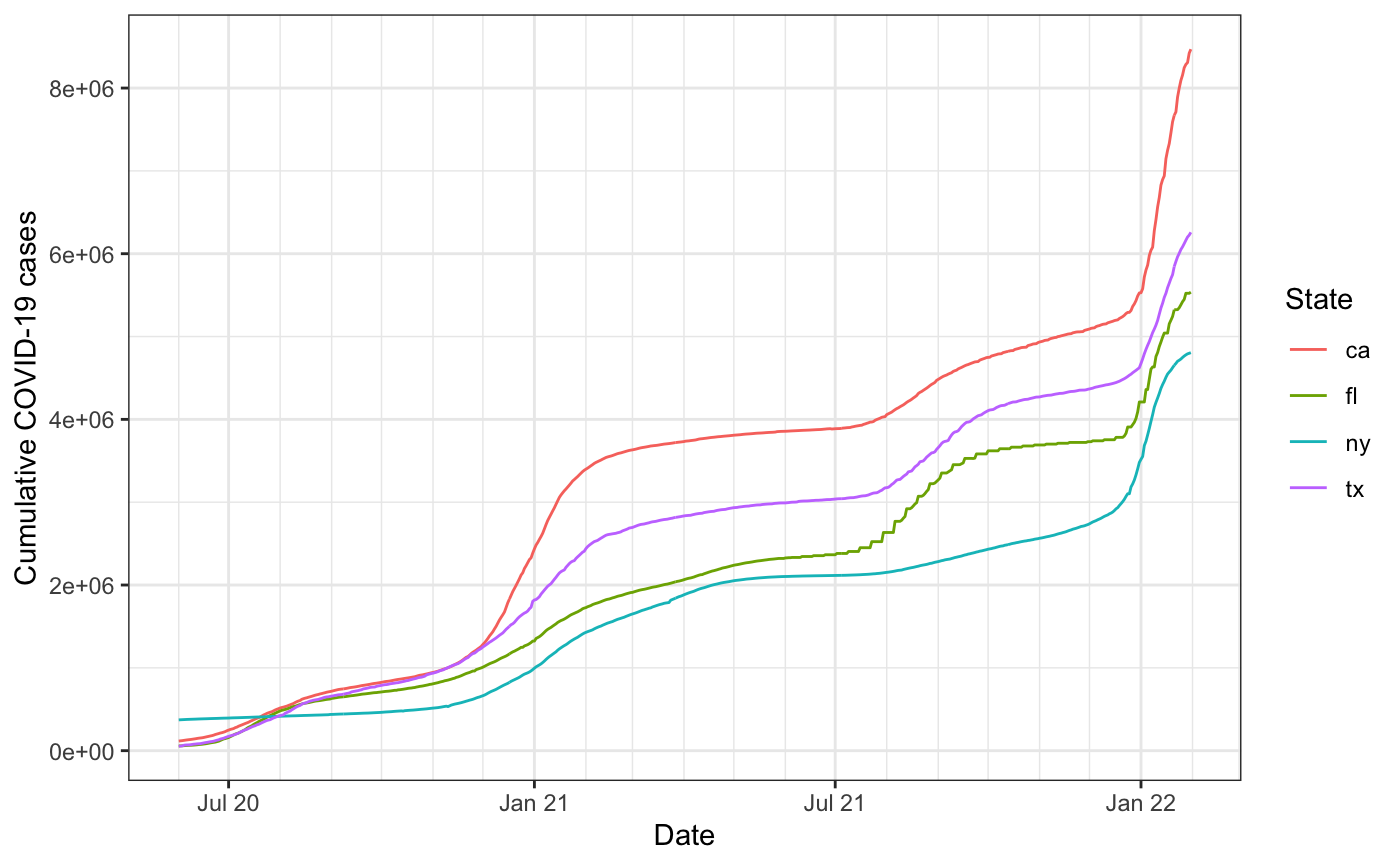 Cumulative COVID-19 cases
8e+06
6e+06
4e+06
2e+06
0e+00
Jul 20 Jan 21 Jul 21 Jan 22
Date
State
ca
fl
ny
tx